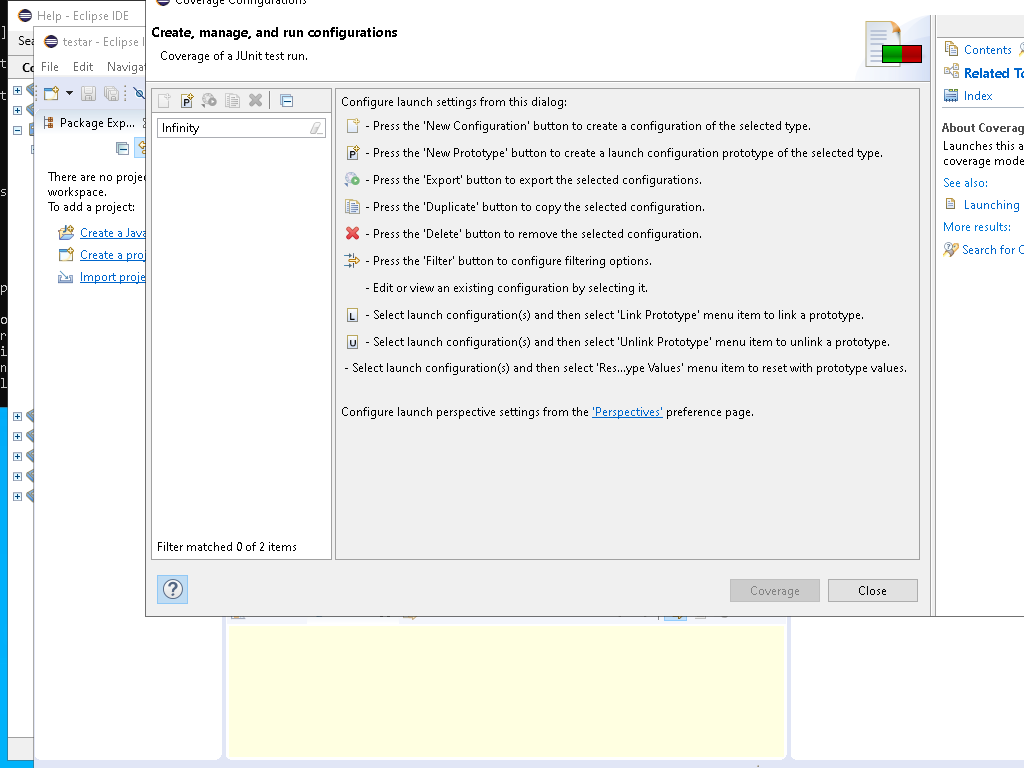 Help - Eclipse IDE
Coverage Configurations
testar - Eclipse I
File Edit Naviga
Create, manage, and run configurations
Coverage of a JUnit test run.
Package Exp...
There are no proje
workspace.
To add a project:
Create a Java
Create a proj
Import proje
Infinity
Filter matched 0 of 2 items
Configure launch settings from this dialog:
- Press the 'New Configuration' button to create a configuration of the selected type.
- Press the 'New Prototype' button to create a launch configuration prototype of the selected type.
- Press the 'Export' button to export the selected configurations.
- Press the 'Duplicate' button to copy the selected configuration.
- Press the 'Delete' button to remove the selected configuration.
- Press the 'Filter' button to configure filtering options.
- Edit or view an existing configuration by selecting it.
- Select launch configuration(s) and then select 'Link Prototype' menu item to link a prototype.
- Select launch configuration(s) and then select 'Unlink Prototype' menu item to unlink a prototype.
- Select launch configuration(s) and then select 'Res...ype Values' menu item to reset with prototype values.
Configure launch perspective settings from the 'Perspectives' preference page.
Coverage
Close
Contents
Related To
Index
About Coverag
Launches this a
coverage mode
See also:
Launching
More results:
Search for C